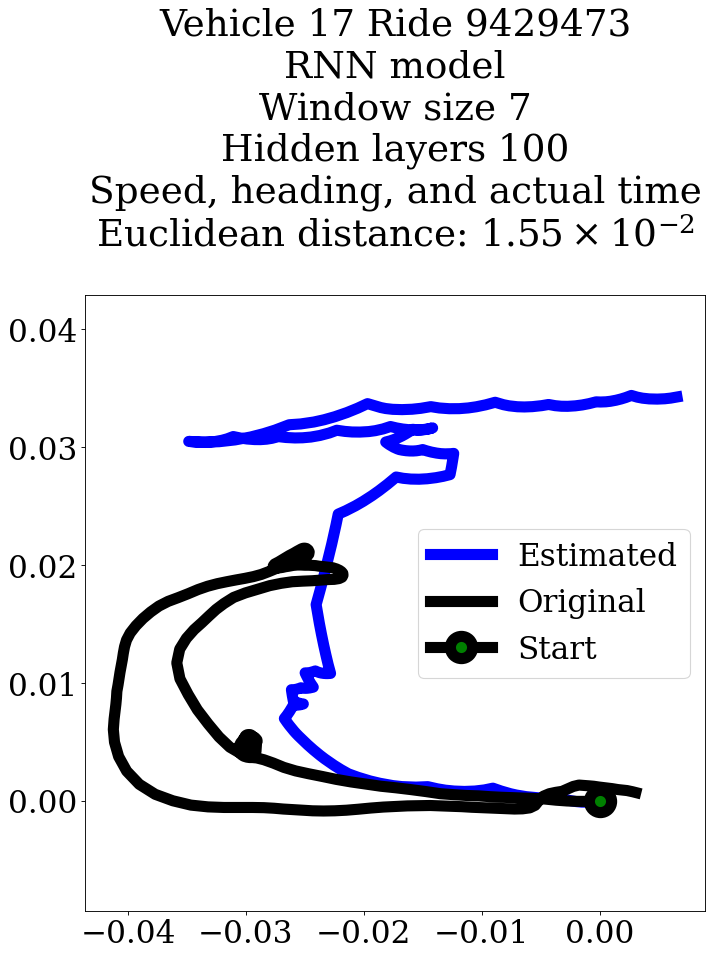 Vehicle 17 Ride 9429473
RNN model
Window size 7
Hidden layers 100
Speed, heading, and actual time
Euclidean distance: 1.55 × 10⁻²
0.04
0.03
0.02
0.01
0.00
Estimated
Original
Start
−0.04 −0.03 −0.02 −0.01 0.00